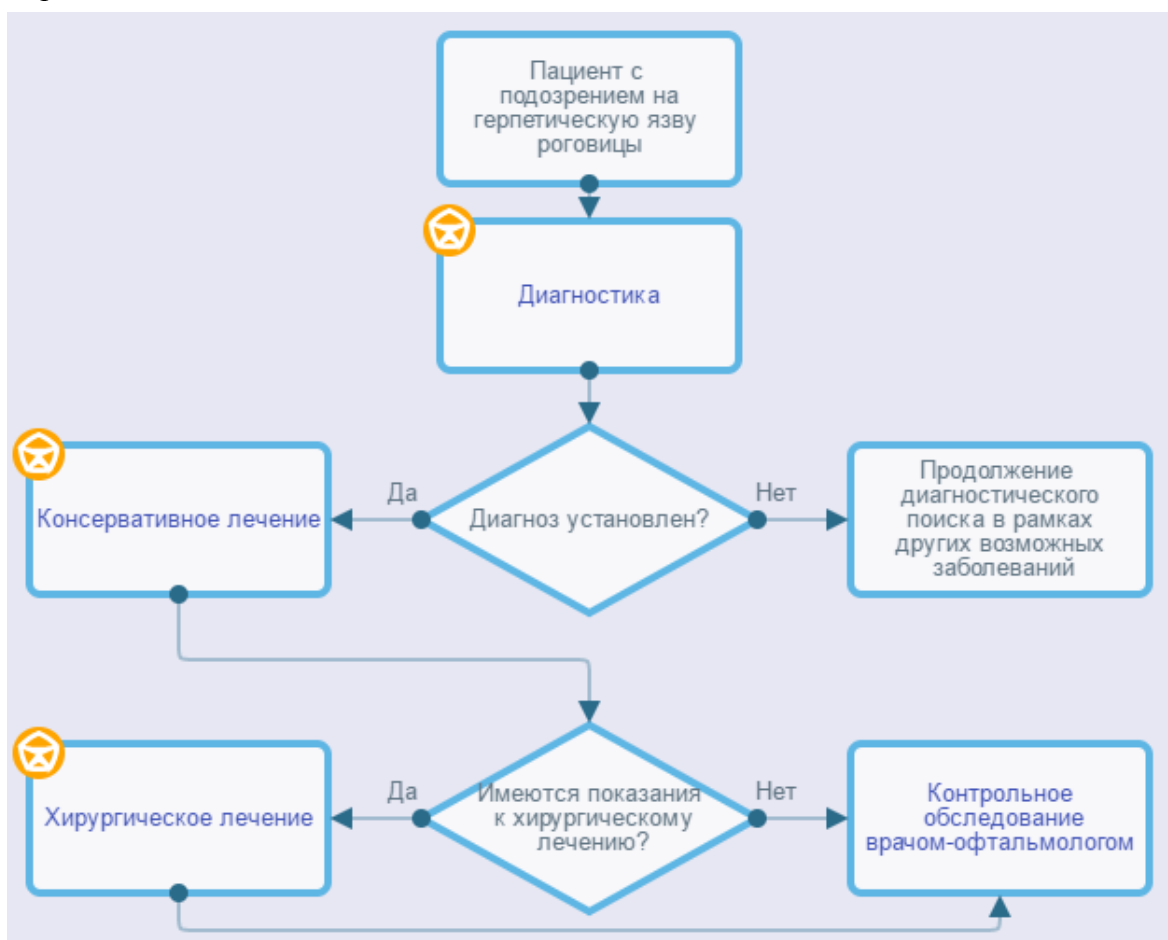 Пациент с
подозрением на
герпетическую язву
роговицы
Диагностика
Да
Нет
Консервативное лечение
Диагноз установлен?
Продолжение
диагностического
поиска в рамках
других возможных
заболеваний
Да
Нет
Хирургическое лечение
Имеются показания
к хирургическому
лечению?
Контрольное
обследование
врачом-офтальмологом